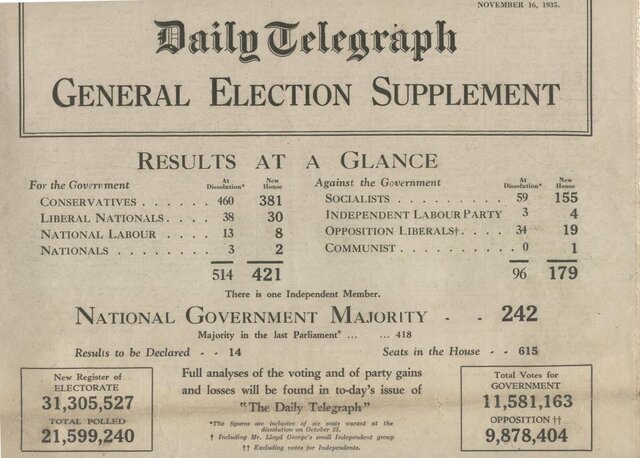 NOVEMBER 16, 1935.
Daily Telegraph
GENERAL ELECTION SUPPLEMENT
RESULTS AT A GLANCE
For the Government At Dissolution* New House
CONSERVATIVES . . . . . . 460 381
LIBERAL NATIONALS . . . . 38 30
NATIONAL LABOUR . . . . 13 8
NATIONALS . . . . . . . . 3 2
514 421
Against the Government At Dissolution* New House
SOCIALISTS . . . . . . . . . 59 155
INDEPENDENT LABOUR PARTY 3 4
OPPOSITION LIBERALS†. . . . 34 19
COMMUNIST . . . . . . . . 0 1
96 179
There is one Independent Member.
NATIONAL GOVERNMENT MAJORITY - - 242
Majority in the last Parliament* ... ... 418
Results to be Declared - - 14 Seats in the House - - 615
New Register of
ELECTORATE
31,305,527
TOTAL POLLED
21,599,240
Full analyses of the voting and of party gains
and losses will be found in to-day's issue of
"The Daily Telegraph"
*The figures are inclusive of six seats vacant at the
dissolution on October 25.
† Including Mr. Lloyd George's small Independent group
†† Excluding votes for Independents.
Total Votes for
GOVERNMENT
11,581,163
OPPOSITION ††
9,878,404